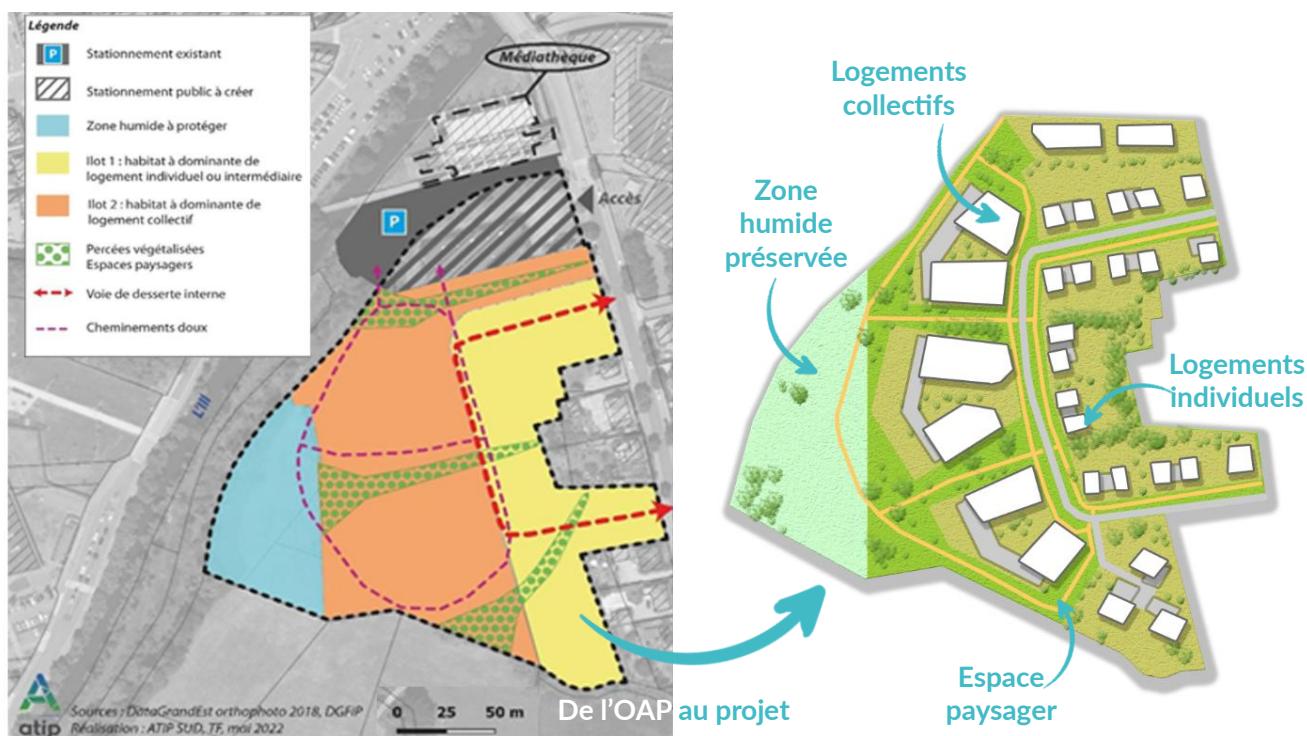 Légende
P
Stationnement existant
Stationnement public à créer
Zone humide à protéger
Ilot 1 : habitat à dominante de
logement individuel ou intermédiaire
Ilot 2 : habitat à dominante de
logement collectif
Percées végétalisées
Espaces paysagers
Voie de desserte interne
Cheminements doux
Médiathèque
Accès
P
L'Ill
atip
Sources : DataGrandEst orthophoto 2018, DGFiP
Réalisation : ATIP SUD, TF, mai 2022
0 25 50 m
De l'OAP au projet
Logements
collectifs
Zone
humide
préservée
Logements
individuels
Espace
paysager